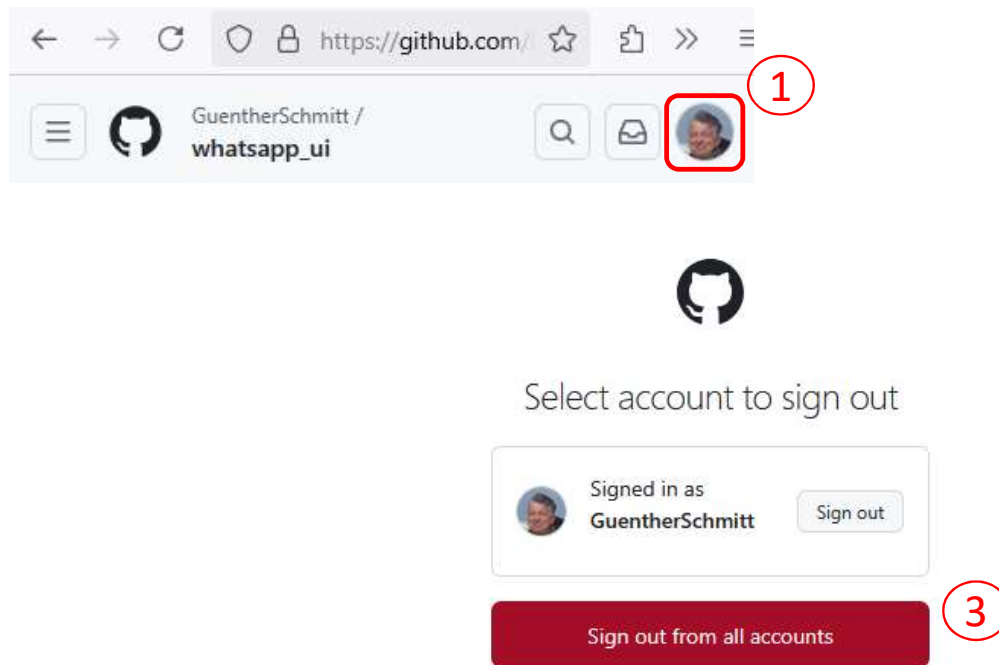 https://github.com/
1
GuentherSchmitt /
whatsapp_ui
Select account to sign out
Signed in as
GuentherSchmitt
Sign out
3
Sign out from all accounts